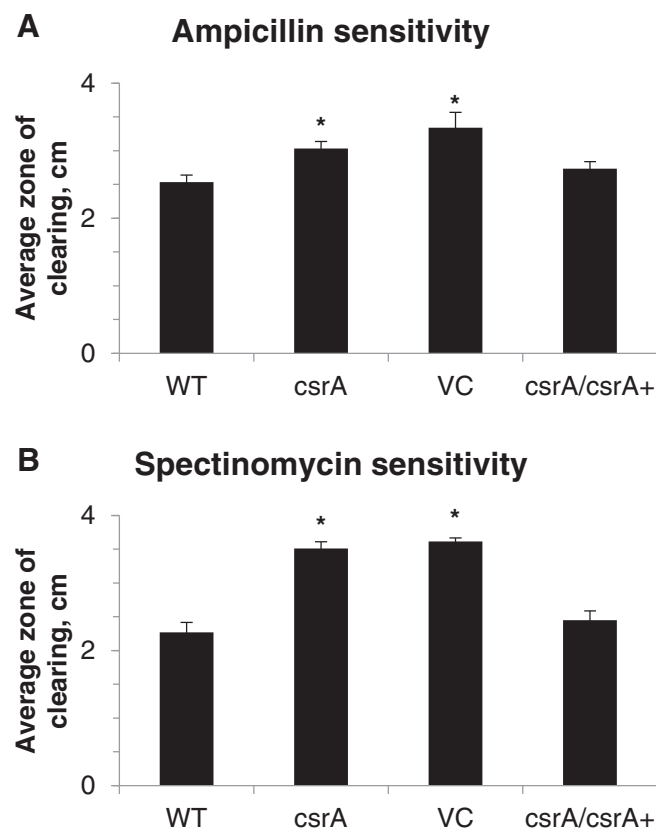 A
Ampicillin sensitivity
Average zone of
clearing, cm
4
2
0
*
*
WT csrA VC csrA/csrA+
B
Spectinomycin sensitivity
Average zone of
clearing, cm
4
2
0
*
*
WT csrA VC csrA/csrA+